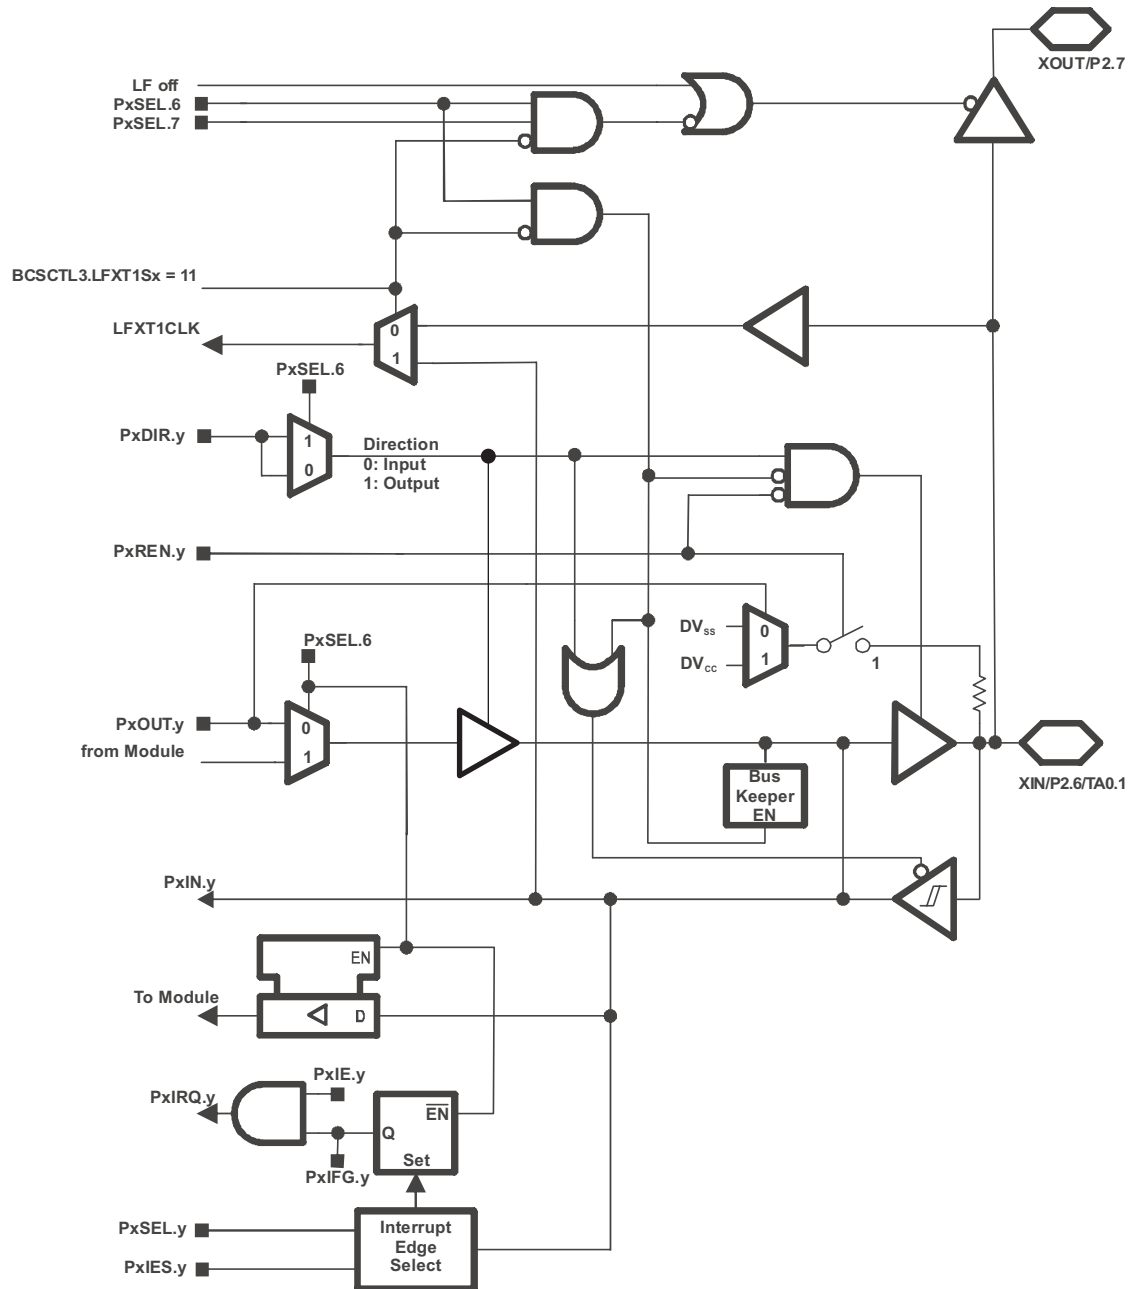 XOUT/P2.7
LF off
PxSEL.6
PxSEL.7
BCSCTL3.LFXT1Sx = 11
LFXT1CLK
0
1
PxSEL.6
PxDIR.y
1
0
Direction
0: Input
1: Output
PxREN.y
DVss
DVcc
0
1
1
PxSEL.6
PxOUT.y
from Module
0
1
Bus
Keeper
EN
XIN/P2.6/TA0.1
PxIN.y
EN
To Module
D
PxIE.y
PxIRQ.y
EN
Q
Set
PxIFG.y
PxSEL.y
PxIES.y
Interrupt
Edge
Select